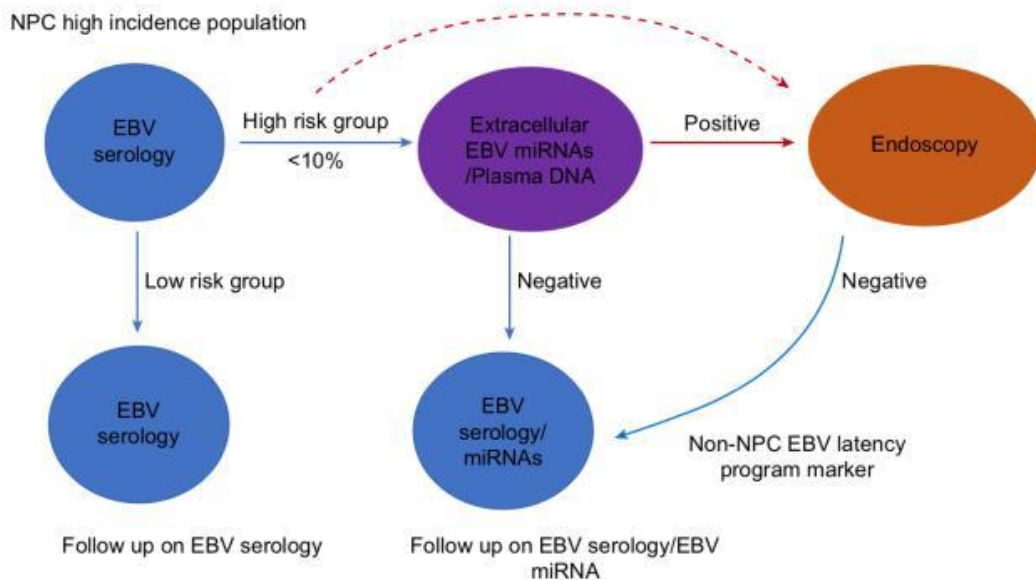 NPC high incidence population
EBV
serology
High risk group
<10%
Extracellular
EBV miRNAs
/Plasma DNA
Positive
Endoscopy
Low risk group
Negative
Negative
EBV
serology
EBV
serology/
miRNAs
Non-NPC EBV latency
program marker
Follow up on EBV serology
Follow up on EBV serology/EBV
miRNA